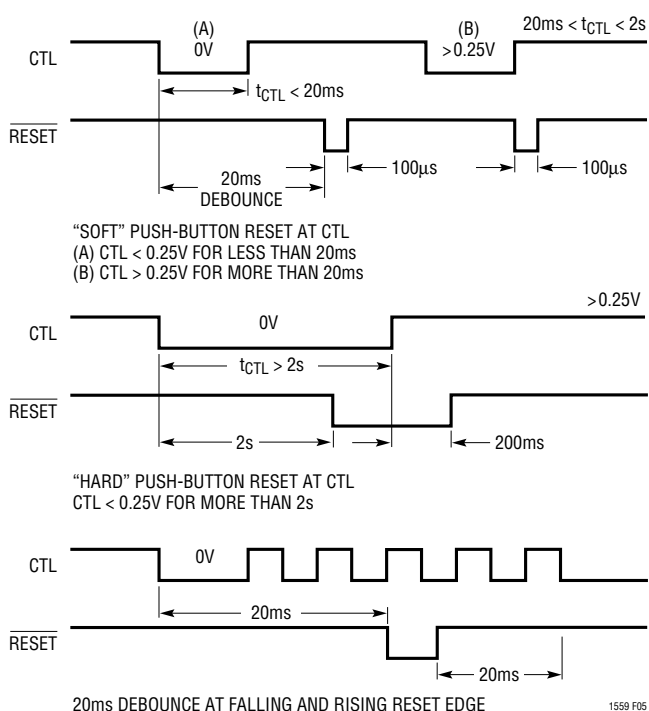 (A)
0V
(B)
>0.25V
20ms < tCTL < 2s
CTL
tCTL < 20ms
RESET
20ms
DEBOUNCE
100µs
100µs
“SOFT” PUSH-BUTTON RESET AT CTL
(A) CTL < 0.25V FOR LESS THAN 20ms
(B) CTL > 0.25V FOR MORE THAN 20ms
>0.25V
CTL
0V
tCTL > 2s
RESET
2s
200ms
“HARD” PUSH-BUTTON RESET AT CTL
CTL < 0.25V FOR MORE THAN 2s
CTL
0V
20ms
RESET
20ms
20ms DEBOUNCE AT FALLING AND RISING RESET EDGE
1559 F05